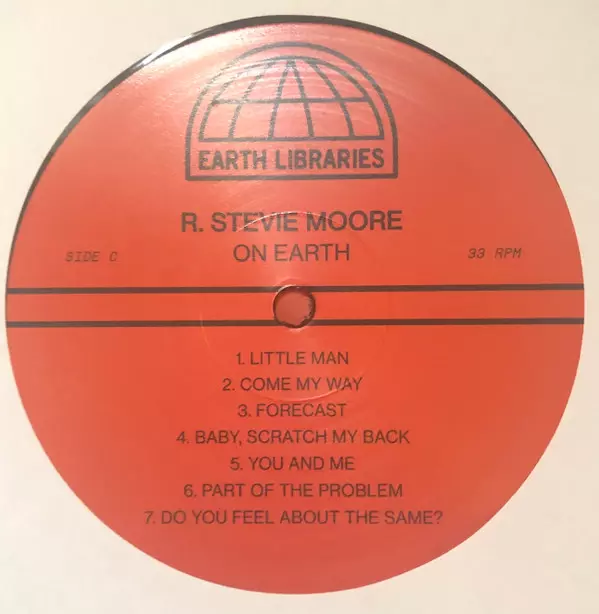 EARTH LIBRARIES
R. STEVIE MOORE
ON EARTH
SIDE C
33 RPM
1. LITTLE MAN
2. COME MY WAY
3. FORECAST
4. BABY, SCRATCH MY BACK
5. YOU AND ME
6. PART OF THE PROBLEM
7. DO YOU FEEL ABOUT THE SAME?